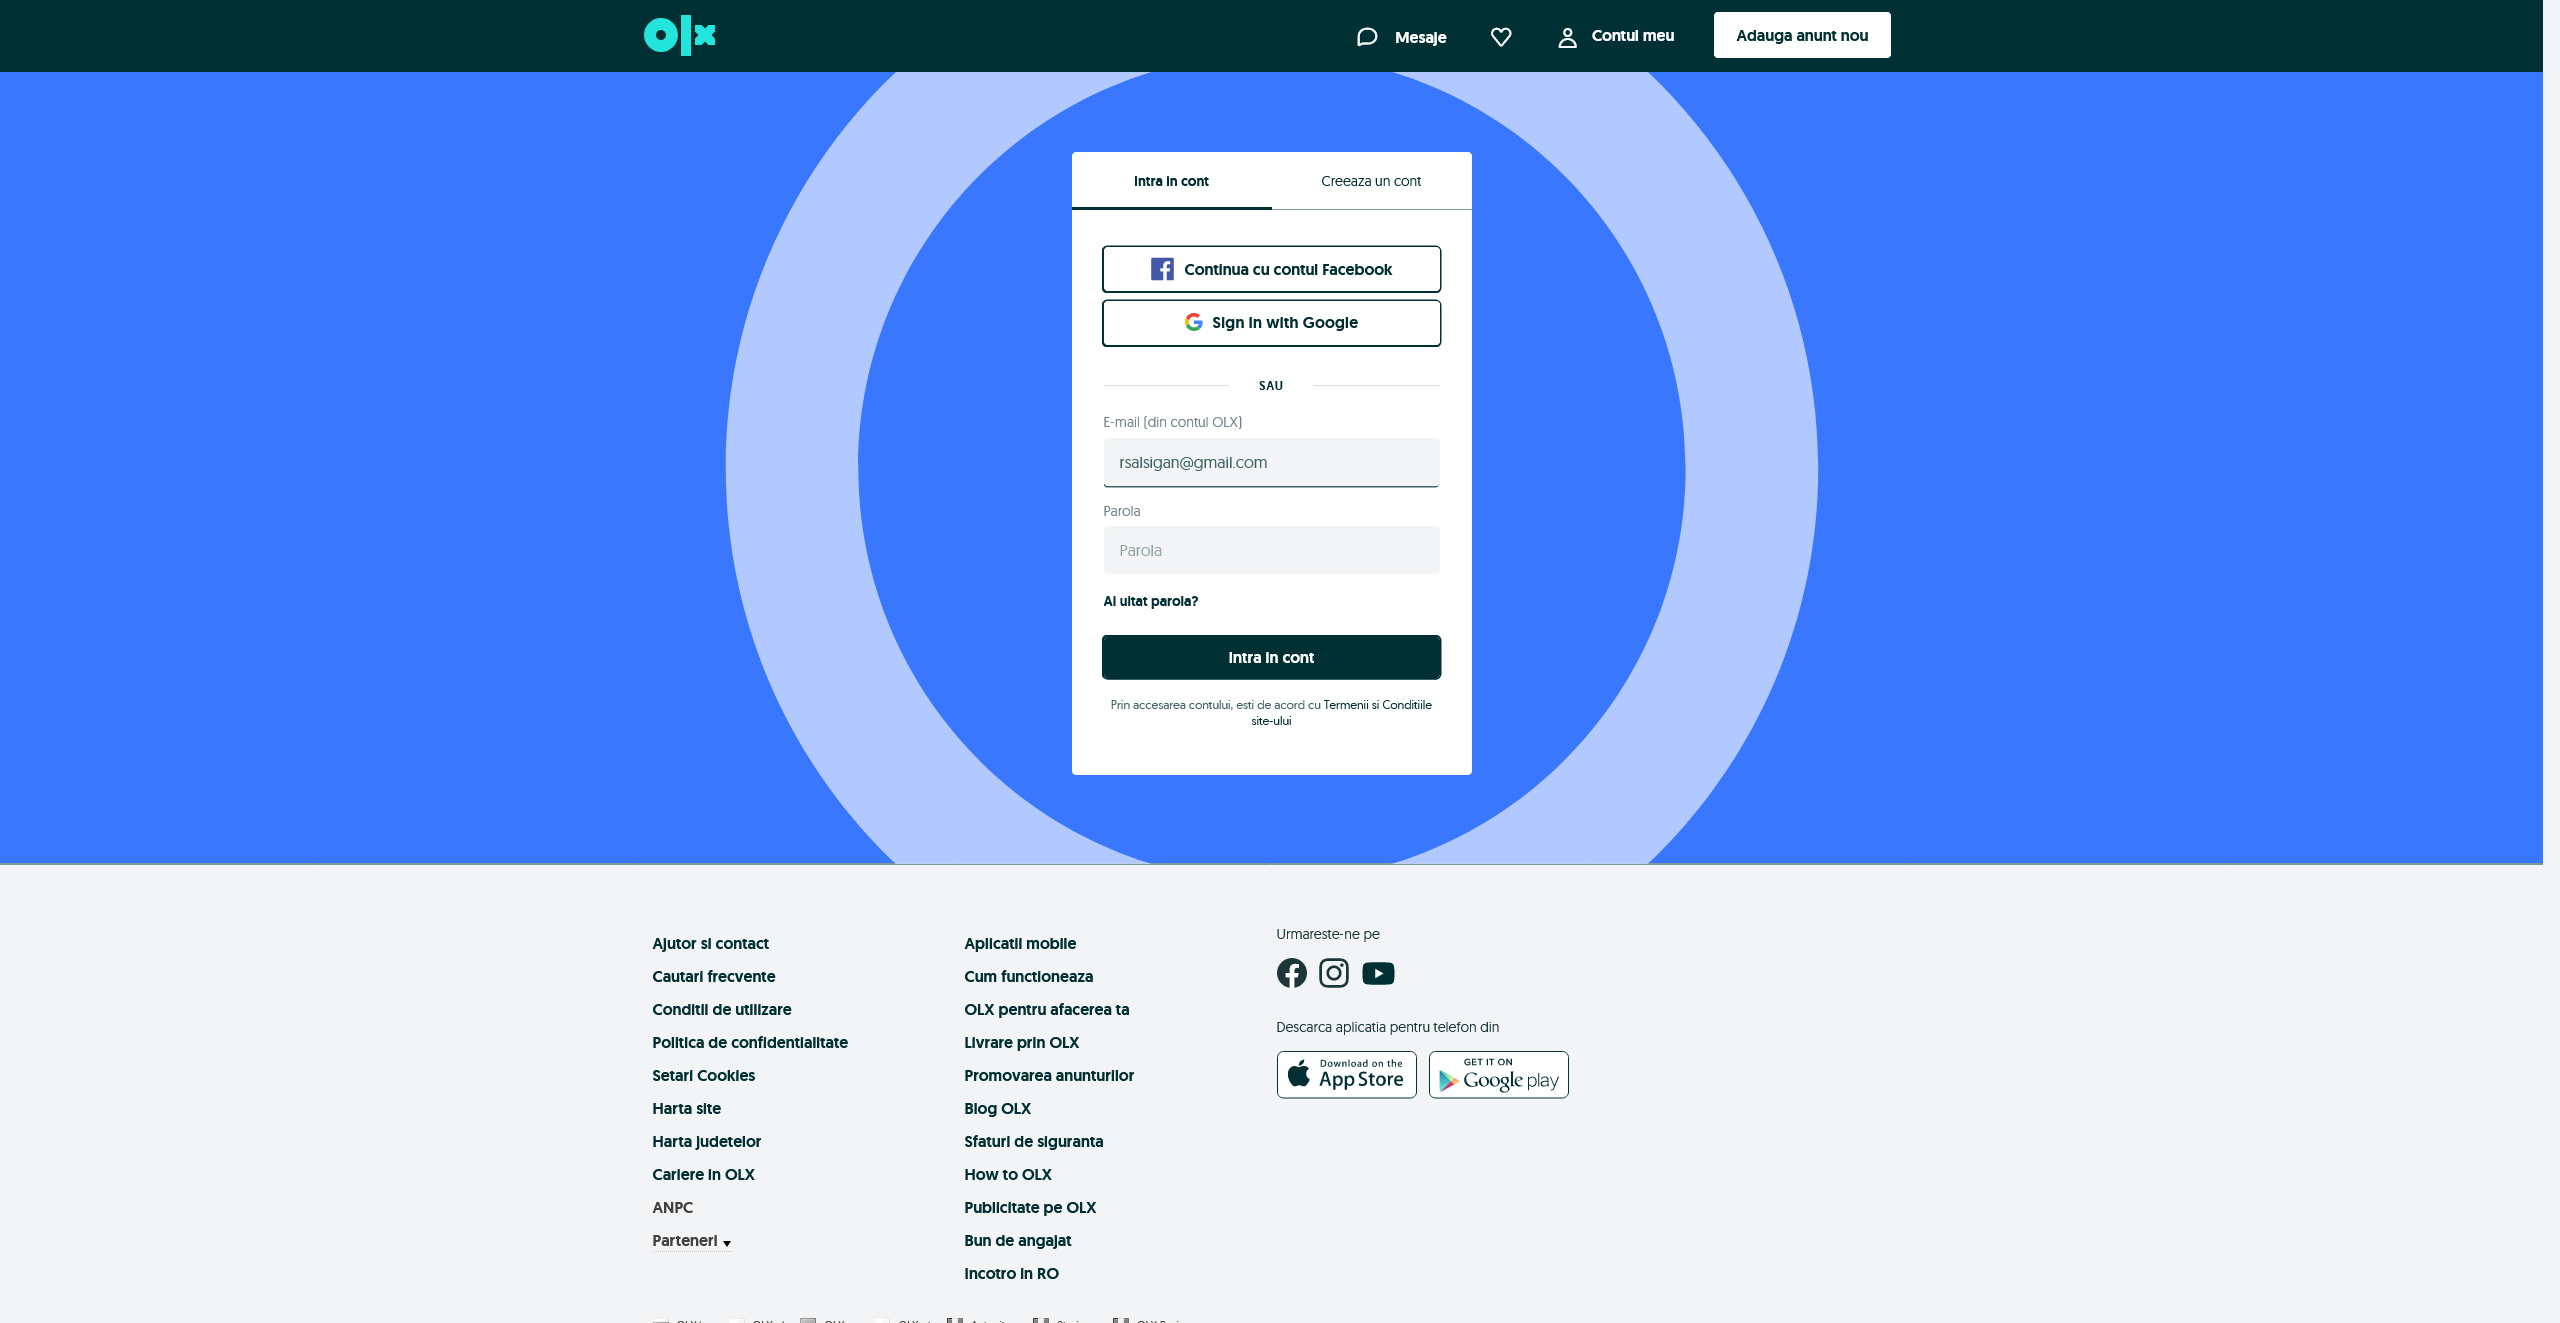 olx
Mesaje
Contul meu
Adauga anunt nou
Intra in cont
Creeaza un cont
Continua cu contul Facebook
Sign in with Google
SAU
E-mail (din contul OLX)
rsalsigan@gmail.com
Parola
Parola
Ai uitat parola?
Intra in cont
Prin accesarea contului, esti de acord cu Termenii si Conditiile
site-ului
Ajutor si contact
Cautari frecvente
Conditii de utilizare
Politica de confidentialitate
Setari Cookies
Harta site
Harta judetelor
Cariere in OLX
ANPC
Parteneri
Aplicatii mobile
Cum functioneaza
OLX pentru afacerea ta
Livrare prin OLX
Promovarea anunturilor
Blog OLX
Sfaturi de siguranta
How to OLX
Publicitate pe OLX
Bun de angajat
Incotro in RO
Urmareste-ne pe
Descarca aplicatia pentru telefon din
Download on the
App Store
GET IT ON
Google play